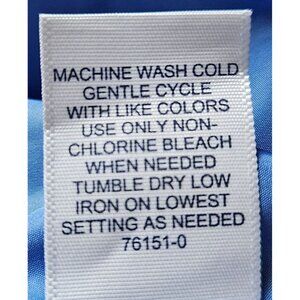 MACHINE WASH COLD
GENTLE CYCLE
WITH LIKE COLORS
USE ONLY NON-
CHLORINE BLEACH
WHEN NEEDED
TUMBLE DRY LOW
IRON ON LOWEST
SETTING AS NEEDED
76151-0